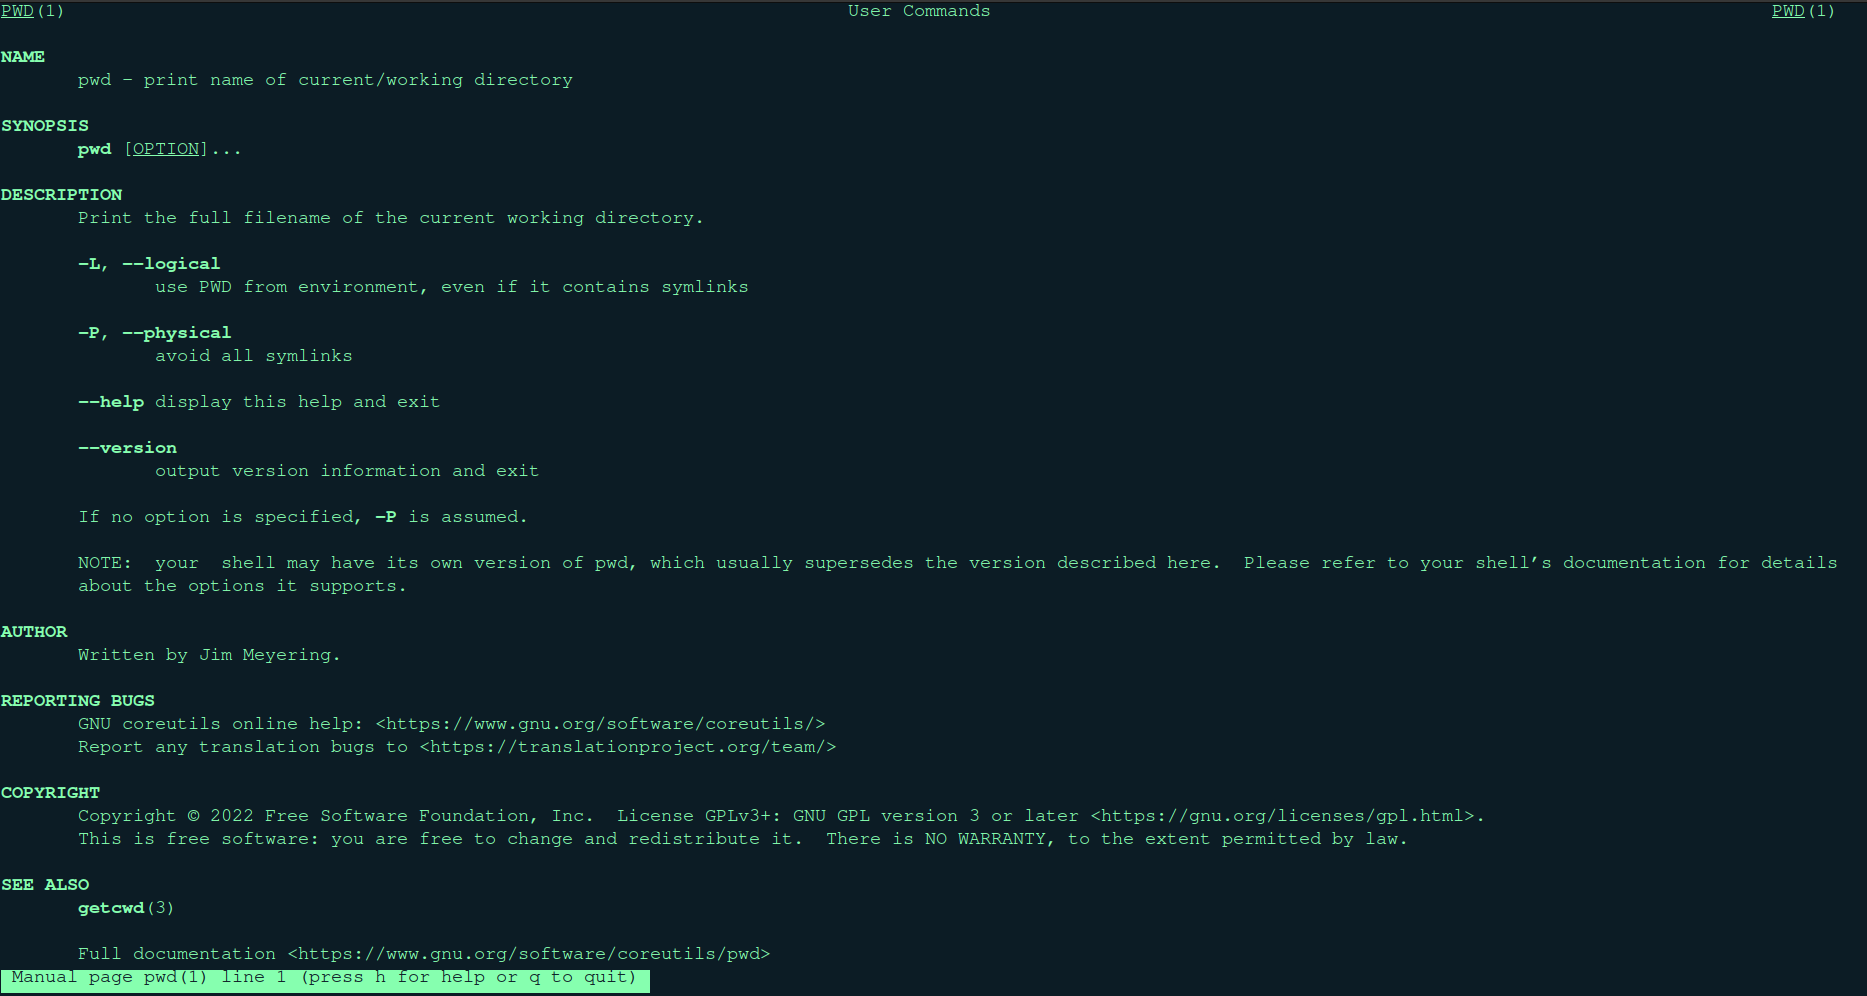 PWD(1) User Commands PWD(1)
NAME
pwd - print name of current/working directory
SYNOPSIS
pwd [OPTION]...
DESCRIPTION
Print the full filename of the current working directory.
-L, --logical
use PWD from environment, even if it contains symlinks
-P, --physical
avoid all symlinks
--help display this help and exit
--version
output version information and exit
If no option is specified, -P is assumed.
NOTE:  your  shell may have its own version of pwd, which usually supersedes the version described here.  Please refer to your shell’s documentation for details
about the options it supports.
AUTHOR
Written by Jim Meyering.
REPORTING BUGS
GNU coreutils online help: <https://www.gnu.org/software/coreutils/>
Report any translation bugs to <https://translationproject.org/team/>
COPYRIGHT
Copyright © 2022 Free Software Foundation, Inc.  License GPLv3+: GNU GPL version 3 or later <https://gnu.org/licenses/gpl.html>.
This is free software: you are free to change and redistribute it.  There is NO WARRANTY, to the extent permitted by law.
SEE ALSO
getcwd(3)
Full documentation <https://www.gnu.org/software/coreutils/pwd>
Manual page pwd(1) line 1 (press h for help or q to quit)